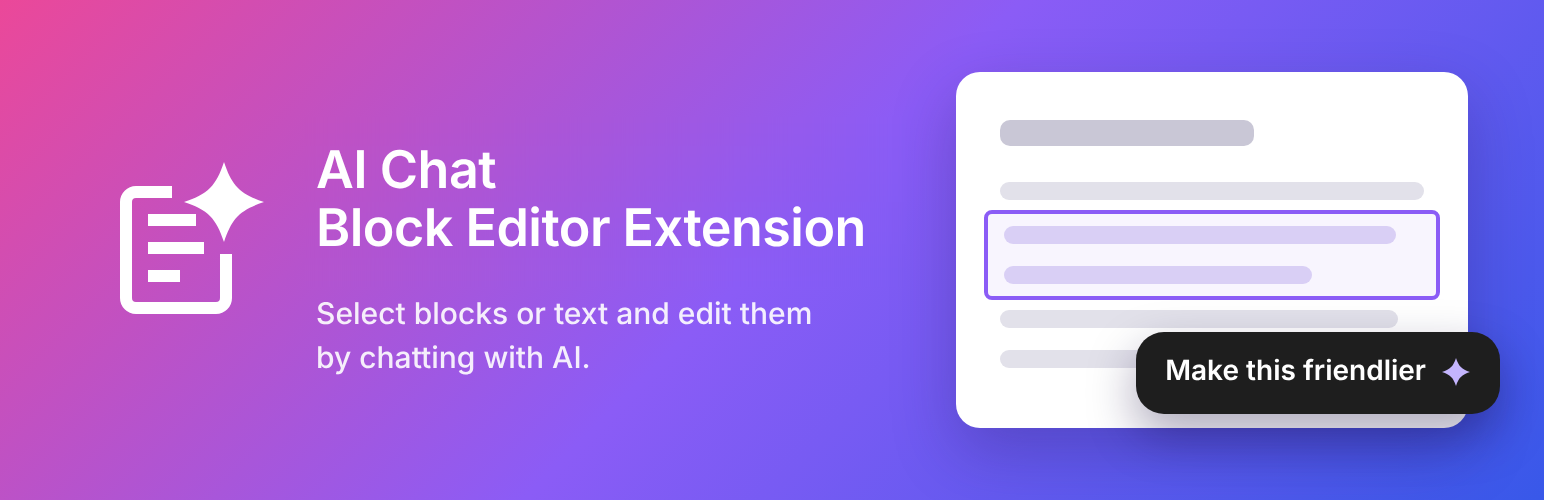 AI Chat
Block Editor Extension
Select blocks or text and edit them
by chatting with AI.
Make this friendlier